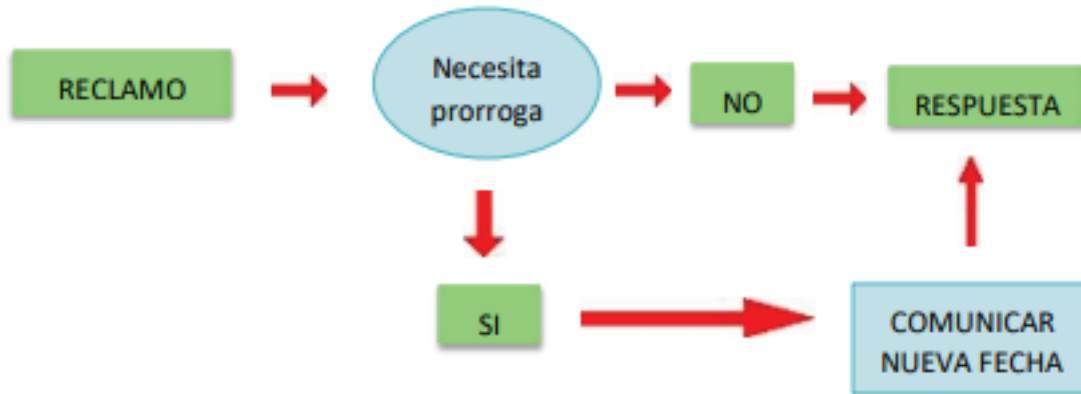 RECLAMO
Necesita
prorroga
NO
RESPUESTA
SI
COMUNICAR
NUEVA FECHA